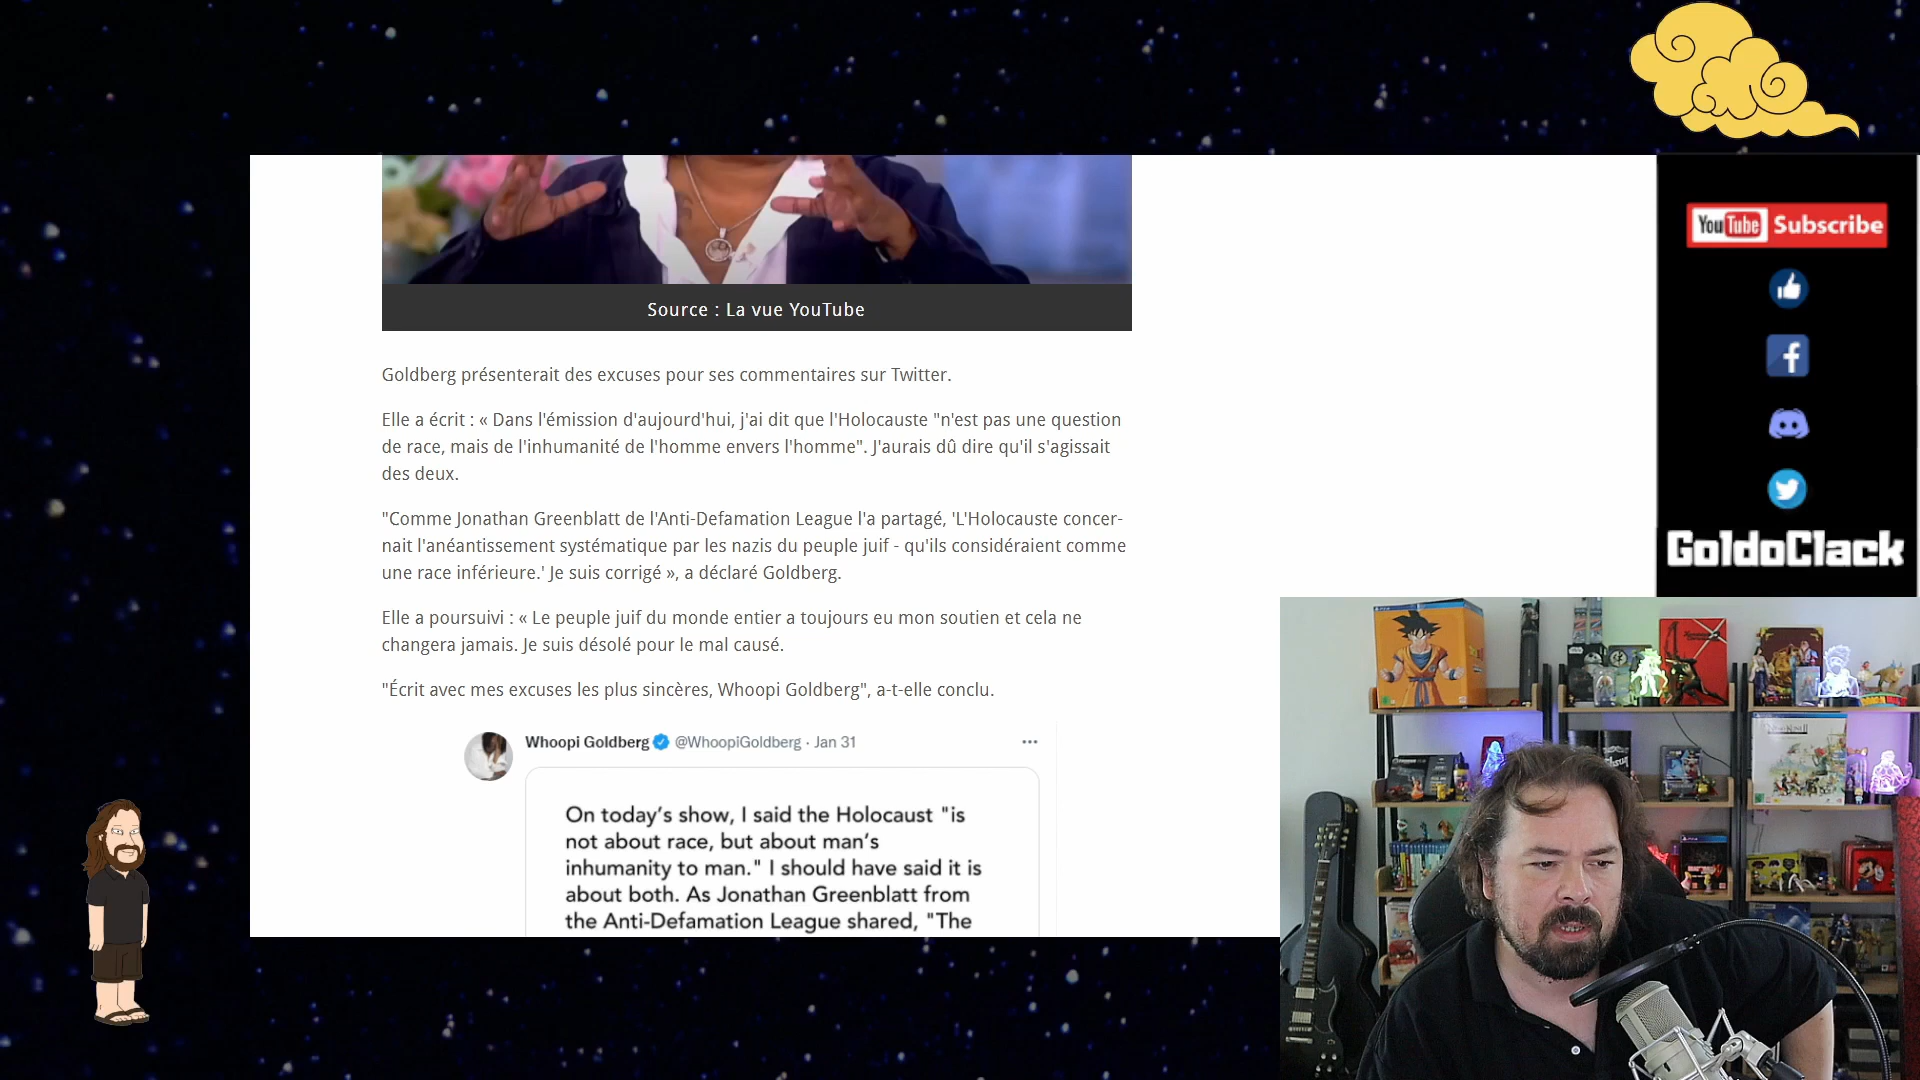 Source : La vue YouTube
Goldberg présenterait des excuses pour ses commentaires sur Twitter.
Elle a écrit : « Dans l'émission d'aujourd'hui, j'ai dit que l'Holocauste "n'est pas une question
de race, mais de l'inhumanité de l'homme envers l'homme". J'aurais dû dire qu'il s'agissait
des deux.
"Comme Jonathan Greenblatt de l'Anti-Defamation League l'a partagé, 'L'Holocauste concer-
nait l'anéantissement systématique par les nazis du peuple juif - qu'ils considéraient comme
une race inférieure.' Je suis corrigé », a déclaré Goldberg.
Elle a poursuivi : « Le peuple juif du monde entier a toujours eu mon soutien et cela ne
changera jamais. Je suis désolé pour le mal causé.
"Écrit avec mes excuses les plus sincères, Whoopi Goldberg", a-t-elle conclu.
Whoopi Goldberg @WhoopiGoldberg · Jan 31
On today's show, I said the Holocaust "is
not about race, but about man's
inhumanity to man." I should have said it is
about both. As Jonathan Greenblatt from
the Anti-Defamation League shared, "The
YouTube Subscribe
GoldoClack